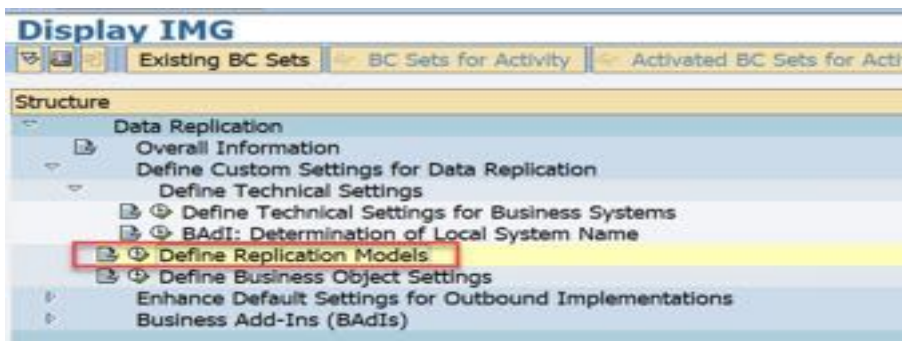 Display IMG
Existing BC Sets BC Sets for Activity Activated BC Sets for Acti
Structure
Data Replication
Overall Information
Define Custom Settings for Data Replication
Define Technical Settings
Define Technical Settings for Business Systems
BAdI: Determination of Local System Name
Define Replication Models
Define Business Object Settings
Enhance Default Settings for Outbound Implementations
Business Add-Ins (BAdIs)